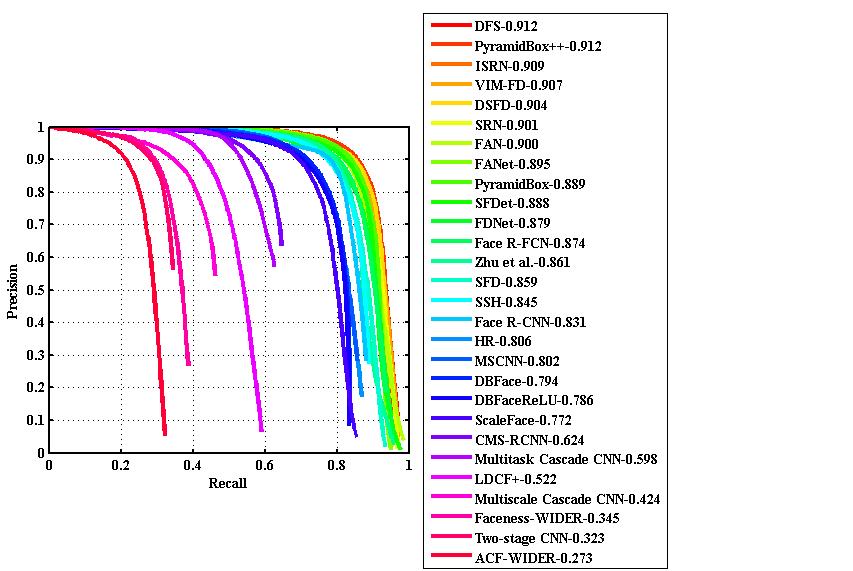 DFS-0.912
PyramidBox++-0.912
ISRN-0.909
VIM-FD-0.907
DSFD-0.904
SRN-0.901
FAN-0.900
FANet-0.895
PyramidBox-0.889
SFDet-0.888
FDNet-0.879
Face R-FCN-0.874
Zhu et al.-0.861
SFD-0.859
SSH-0.845
Face R-CNN-0.831
HR-0.806
MSCNN-0.802
DBFace-0.794
DBFaceReLU-0.786
ScaleFace-0.772
CMS-RCNN-0.624
Multitask Cascade CNN-0.598
LDCF+-0.522
Multiscale Cascade CNN-0.424
Faceness-WIDER-0.345
Two-stage CNN-0.323
ACF-WIDER-0.273
1
0.9
0.8
0.7
0.6
0.5
0.4
0.3
0.2
0.1
0
Precision
0 0.2 0.4 0.6 0.8 1
Recall